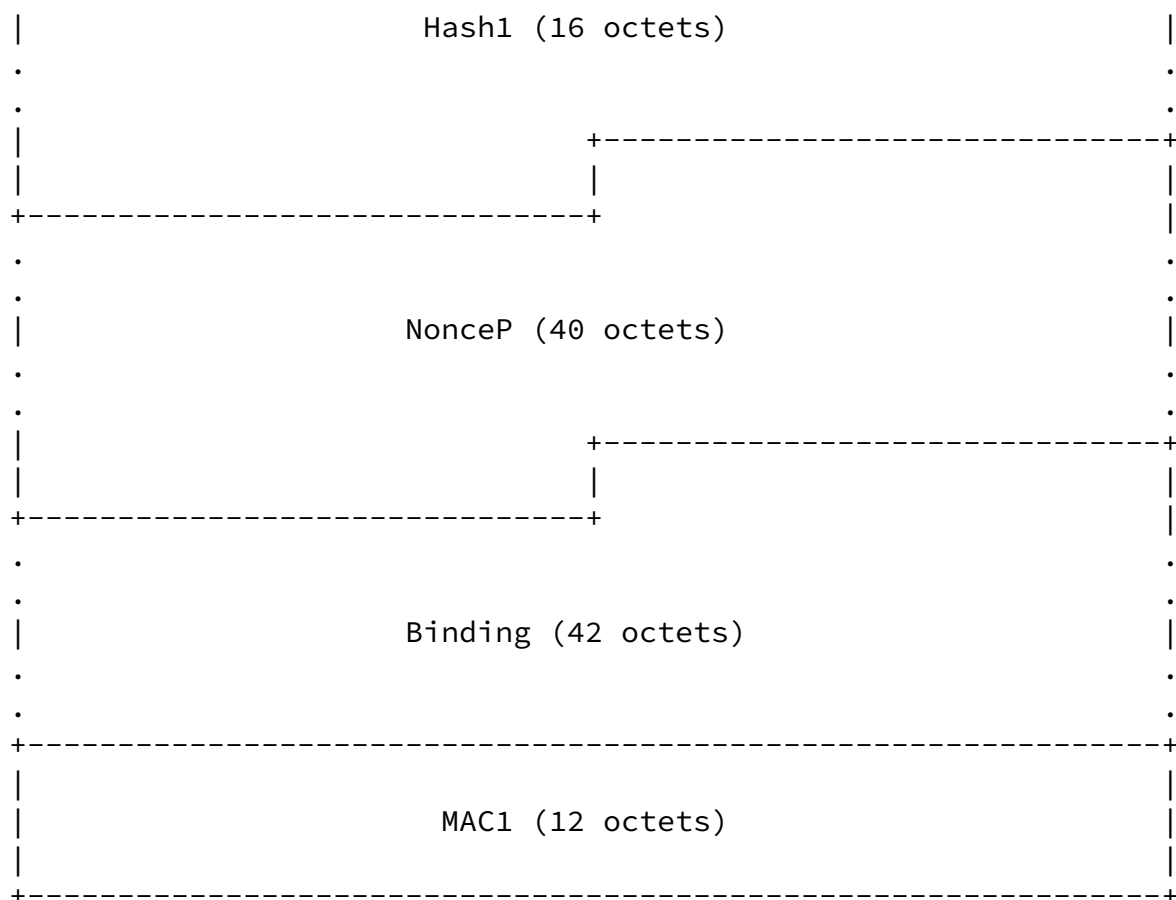 Hash1 (16 octets)
NonceP (40 octets)
Binding (42 octets)
MAC1 (12 octets)